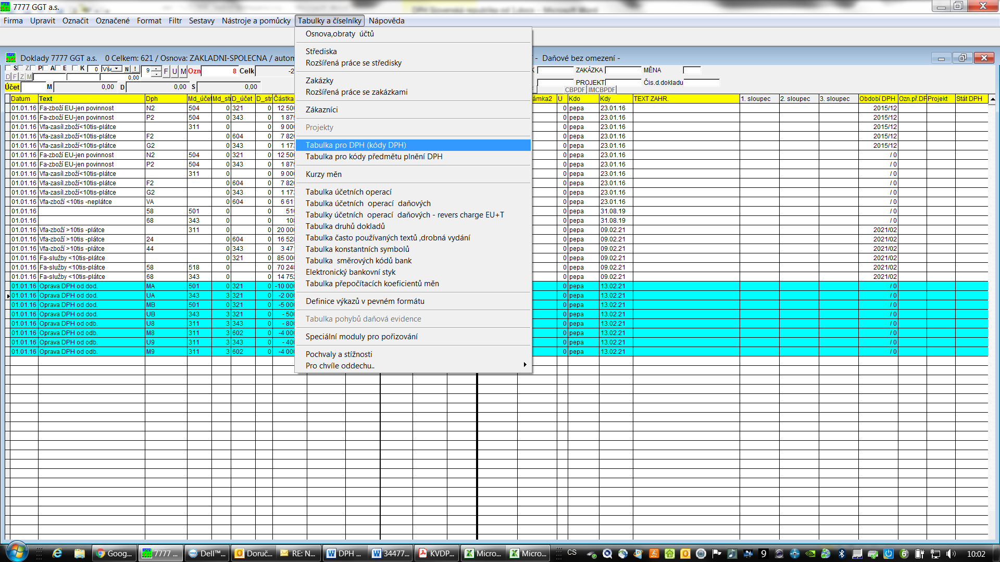 7777 GGT a.s.
Firma Upravit Označit Označené Format Filtr Sestavy Nástroje a pomůcky Tabulky a číselníky Nápověda
Doklady 7777 GGT a.s. 0 Celkem: 621 / Osnova: ZAKLADNI-SPOLECNA / autom - Daňové bez omezení -
S Z P A E K 0 Vše N ! 9 F U M Ozn 8 Celk -2 ZAKÁZKA MĚNA
D F Z M 0,00 PROJEKT Čis.d.dokladu
Účet M 0,00 D 0,00 S 0,00 CBPDF IMCBPDF
Datum Text Dph Md_účet Md_stř D_účet D_str Částka ámka2 U Kdo Kdy TEXT ZAHR. 1. sloupec 2. sloupec 3. sloupec Období DPH Ozn.př.DF Projekt Stát DPH
01.01.16 Fa-zboží EU-jen povinnost N2 504 0 321 0 12 500 0 pepa 23.01.16 2015/12
01.01.16 Fa-zboží EU-jen povinnost P2 504 0 343 0 1 875 0 pepa 23.01.16 2015/12
01.01.16 Vfa-zasíl.zboží<10tis-plátce 311 0 0 9 000 0 pepa 23.01.16 2015/12
01.01.16 Vfa-zasíl.zboží<10tis-plátce F2 0 604 0 7 826 0 pepa 23.01.16 2015/12
01.01.16 Vfa-zasíl.zboží<10tis-plátce G2 0 343 0 1 173 0 pepa 23.01.16 2015/12
01.01.16 Fa-zboží EU-jen povinnost N2 504 0 321 0 12 500 0 pepa 23.01.16 / 0
01.01.16 Fa-zboží EU-jen povinnost P2 504 0 343 0 1 875 0 pepa 23.01.16 / 0
01.01.16 Vfa-zasíl.zboží<10tis-plátce 311 0 0 9 000 0 pepa 23.01.16 / 0
01.01.16 Vfa-zasíl.zboží<10tis-plátce F2 0 604 0 7 826 0 pepa 23.01.16 / 0
01.01.16 Vfa-zasíl.zboží<10tis-plátce G2 0 343 0 1 173 0 pepa 23.01.16 / 0
01.01.16 Vfa-zboží <10tis -neplátce VA 0 604 0 6 611 0 pepa 23.01.16 / 0
01.01.16 58 501 0 0 516 0 pepa 31.08.19 / 0
01.01.16 68 343 0 0 108 0 pepa 31.08.19 / 0
01.01.16 Vfa-zboží >10tis -plátce 311 0 0 20 000 0 pepa 09.02.21 2021/02
01.01.16 Vfa-zboží >10tis -plátce 24 0 604 0 16 528 0 pepa 09.02.21 2021/02
01.01.16 Vfa-zboží >10tis -plátce 44 0 343 0 3 471 0 pepa 09.02.21 2021/02
01.01.16 Fa-služby <10tis-plátce 0 321 0 85 000 0 pepa 09.02.21 2021/02
01.01.16 Fa-služby <10tis-plátce 58 518 0 0 70 248 0 pepa 09.02.21 2021/02
01.01.16 Fa-služby <10tis-plátce 68 343 0 0 14 752 0 pepa 09.02.21 2021/02
01.01.16 Oprava DPH od dod. MA 501 0 321 0 -10 000 0 pepa 13.02.21 / 0
01.01.16 Oprava DPH od dod. UA 343 3 321 0 -2 000 0 pepa 13.02.21 / 0
01.01.16 Oprava DPH od dod. MB 501 0 321 0 -5 000 0 pepa 13.02.21 / 0
01.01.16 Oprava DPH od dod. UB 343 3 321 0 - 500 0 pepa 13.02.21 / 0
01.01.16 Oprava DPH od odb. U8 311 3 343 0 - 800 0 pepa 13.02.21 / 0
01.01.16 Oprava DPH od odb. M8 311 3 602 0 -4 000 0 pepa 13.02.21 / 0
01.01.16 Oprava DPH od odb. U9 311 3 343 0 - 400 0 pepa 13.02.21 / 0
01.01.16 Oprava DPH od odb. M9 311 3 602 0 -4 000 0 pepa 13.02.21 / 0
Osnova,obraty účtů
Střediska
Rozšířená práce se středisky
Zakázky
Rozšířená práce se zakázkami
Zákazníci
Projekty
Tabulka pro DPH (kódy DPH)
Tabulka pro kódy předmětu plnění DPH
Kurzy měn
Tabulka účetních operací
Tabulka účetních operací daňových
Tabulky účetních operací daňových - revers charge EU+T
Tabulka druhů dokladů
Tabulka často používaných textů ,drobná vydání
Tabulka konstantních symbolů
Tabulka směrových kódů bank
Elektronický bankovní styk
Tabulka přepočítacích koeficientů měn
Definice výkazů v pevném formátu
Tabulka pohybů daňová evidence
Speciální moduly pro pořizování
Pochvaly a stížnosti
Pro chvíle oddechu..
Goog... 7777 ... Dell™... Doruč... RE: N... DPH ... 34477... KVDP... Micro... Micro... CS 9 10:02